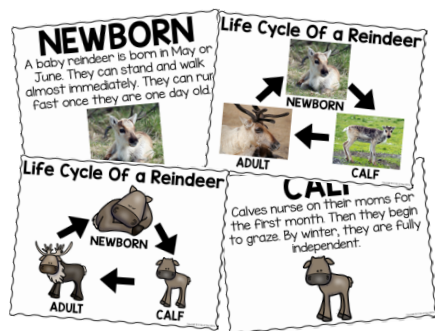 NEWBORN
A baby reindeer is born in May or
June. They can stand and walk
almost immediately. They can run
fast once they are one day old.
Life Cycle Of a Reindeer
NEWBORN
ADULT
CALF
Life Cycle Of a Reindeer
NEWBORN
ADULT
CALF
CALF
Calves nurse on their moms for
the first month. Then they begin
to graze. By winter, they are fully
independent.